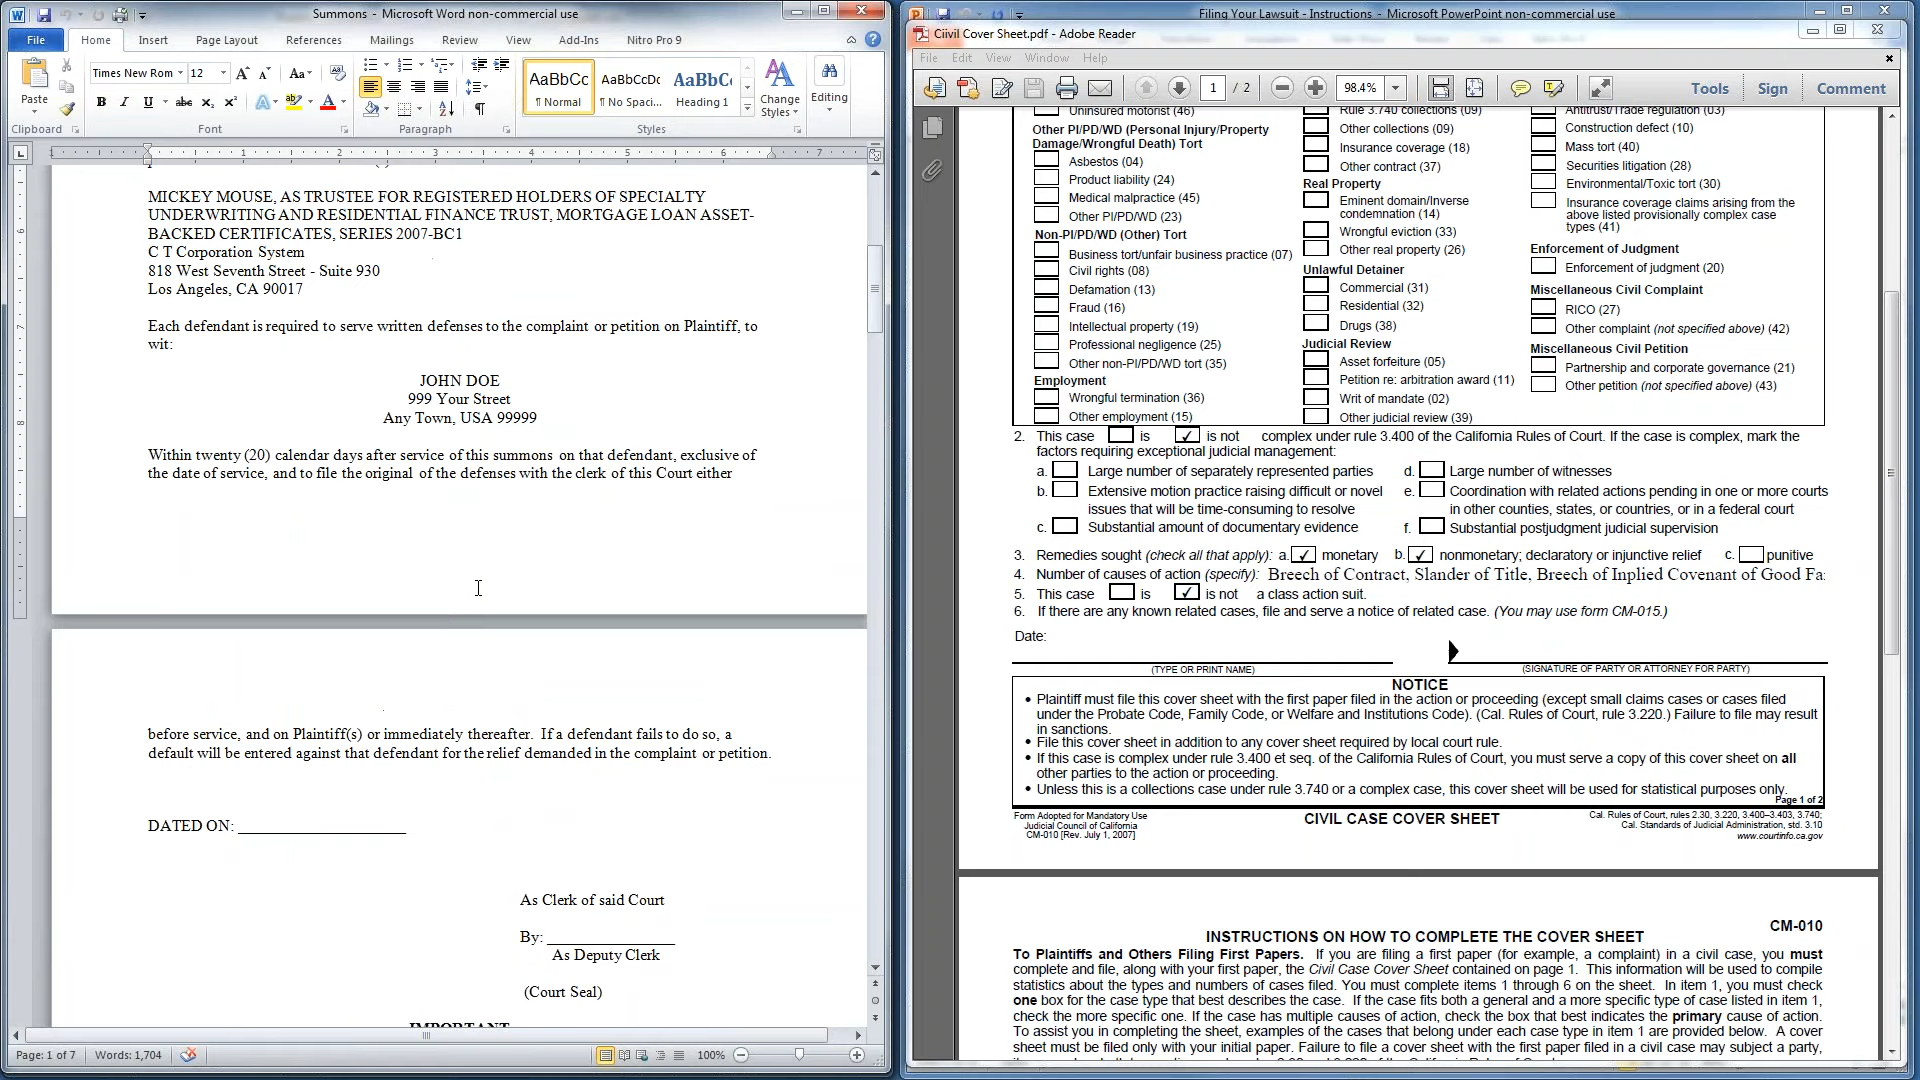 Summons - Microsoft Word non-commercial use
File Home Insert Page Layout References Mailings Review View Add-Ins Nitro Pro 9
Paste
Times New Rom 12
AaBbCc AaBbCcDc AaBbC
¶ Normal ¶ No Spaci... Heading 1
Change Styles
Editing
Clipboard Font Paragraph Styles
MICKEY MOUSE, AS TRUSTEE FOR REGISTERED HOLDERS OF SPECIALTY
UNDERWRITING AND RESIDENTIAL FINANCE TRUST, MORTGAGE LOAN ASSET-
BACKED CERTIFICATES, SERIES 2007-BC1
C T Corporation System
818 West Seventh Street - Suite 930
Los Angeles, CA 90017
Each defendant is required to serve written defenses to the complaint or petition on Plaintiff, to
wit:
JOHN DOE
999 Your Street
Any Town, USA 99999
Within twenty (20) calendar days after service of this summons on that defendant, exclusive of
the date of service, and to file the original of the defenses with the clerk of this Court either
before service, and on Plaintiff(s) or immediately thereafter. If a defendant fails to do so, a
default will be entered against that defendant for the relief demanded in the complaint or petition.
DATED ON: ____________________
As Clerk of said Court
By: ________________
As Deputy Clerk
(Court Seal)
IMPORTANT
Page: 1 of 7 Words: 1,704 100%
Filing Your Lawsuit - Instructions - Microsoft PowerPoint non-commercial use
Ciivil Cover Sheet.pdf - Adobe Reader
File Edit View Window Help
1 / 2 98.4% Tools Sign Comment
Uninsured motorist (46)
Other PI/PD/WD (Personal Injury/Property
Damage/Wrongful Death) Tort
Asbestos (04)
Product liability (24)
Medical malpractice (45)
Other PI/PD/WD (23)
Non-PI/PD/WD (Other) Tort
Business tort/unfair business practice (07)
Civil rights (08)
Defamation (13)
Fraud (16)
Intellectual property (19)
Professional negligence (25)
Other non-PI/PD/WD tort (35)
Employment
Wrongful termination (36)
Other employment (15)
Rule 3.740 collections (09)
Other collections (09)
Insurance coverage (18)
Other contract (37)
Real Property
Eminent domain/Inverse
condemnation (14)
Wrongful eviction (33)
Other real property (26)
Unlawful Detainer
Commercial (31)
Residential (32)
Drugs (38)
Judicial Review
Asset forfeiture (05)
Petition re: arbitration award (11)
Writ of mandate (02)
Other judicial review (39)
Antitrust/Trade regulation (03)
Construction defect (10)
Mass tort (40)
Securities litigation (28)
Environmental/Toxic tort (30)
Insurance coverage claims arising from the
above listed provisionally complex case
types (41)
Enforcement of Judgment
Enforcement of judgment (20)
Miscellaneous Civil Complaint
RICO (27)
Other complaint (not specified above) (42)
Miscellaneous Civil Petition
Partnership and corporate governance (21)
Other petition (not specified above) (43)
2. This case is ✓ is not complex under rule 3.400 of the California Rules of Court. If the case is complex, mark the
factors requiring exceptional judicial management:
a. Large number of separately represented parties d. Large number of witnesses
b. Extensive motion practice raising difficult or novel e. Coordination with related actions pending in one or more courts
issues that will be time-consuming to resolve in other counties, states, or countries, or in a federal court
c. Substantial amount of documentary evidence f. Substantial postjudgment judicial supervision
3. Remedies sought (check all that apply): a. ✓ monetary b. ✓ nonmonetary; declaratory or injunctive relief c. punitive
4. Number of causes of action (specify): Breech of Contract, Slander of Title, Breech of Inplied Covenant of Good Fa
5. This case is ✓ is not a class action suit.
6. If there are any known related cases, file and serve a notice of related case. (You may use form CM-015.)
Date:
(TYPE OR PRINT NAME) (SIGNATURE OF PARTY OR ATTORNEY FOR PARTY)
NOTICE
• Plaintiff must file this cover sheet with the first paper filed in the action or proceeding (except small claims cases or cases filed
under the Probate Code, Family Code, or Welfare and Institutions Code). (Cal. Rules of Court, rule 3.220.) Failure to file may result
in sanctions.
• File this cover sheet in addition to any cover sheet required by local court rule.
• If this case is complex under rule 3.400 et seq. of the California Rules of Court, you must serve a copy of this cover sheet on all
other parties to the action or proceeding.
• Unless this is a collections case under rule 3.740 or a complex case, this cover sheet will be used for statistical purposes only.
Page 1 of 2
Form Adopted for Mandatory Use
Judicial Council of California
CM-010 [Rev. July 1, 2007]
CIVIL CASE COVER SHEET
Cal. Rules of Court, rules 2.30, 3.220, 3.400–3.403, 3.740;
Cal. Standards of Judicial Administration, std. 3.10
www.courtinfo.ca.gov
CM-010
INSTRUCTIONS ON HOW TO COMPLETE THE COVER SHEET
To Plaintiffs and Others Filing First Papers. If you are filing a first paper (for example, a complaint) in a civil case, you must
complete and file, along with your first paper, the Civil Case Cover Sheet contained on page 1. This information will be used to compile
statistics about the types and numbers of cases filed. You must complete items 1 through 6 on the sheet. In item 1, you must check
one box for the case type that best describes the case. If the case fits both a general and a more specific type of case listed in item 1,
check the more specific one. If the case has multiple causes of action, check the box that best indicates the primary cause of action.
To assist you in completing the sheet, examples of the cases that belong under each case type in item 1 are provided below. A cover
sheet must be filed only with your initial paper. Failure to file a cover sheet with the first paper filed in a civil case may subject a party,